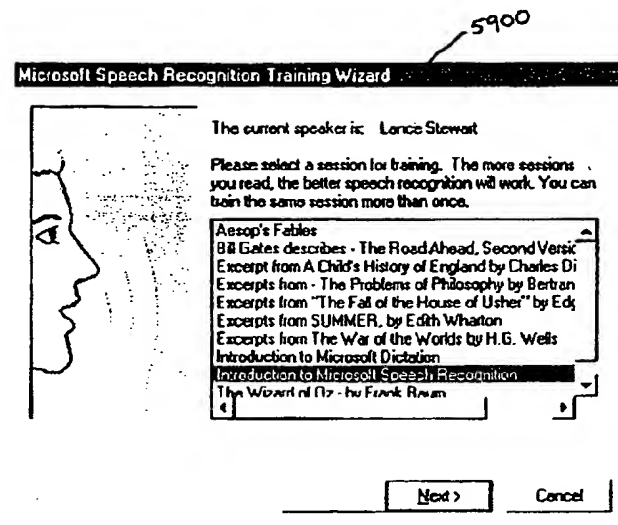 5900
Microsoft Speech Recognition Training Wizard
The current speaker is: Lance Stewart
Please select a session for training. The more sessions
you read, the better speech recognition will work. You can
train the same session more than once.
Aesop's Fables
Bill Gates describes - The Road Ahead, Second Versic
Excerpt from A Child's History of England by Charles Di
Excerpts from - The Problems of Philosophy by Bertran
Excerpts from "The Fall of the House of Usher" by Edg
Excerpts from SUMMER, by Edith Wharton
Excerpts from The War of the Worlds by H.G. Wells
Introduction to Microsoft Dictation
Introduction to Microsoft Speech Recognition
The Wizard of Oz - by Frank Baum
Next >
Cancel